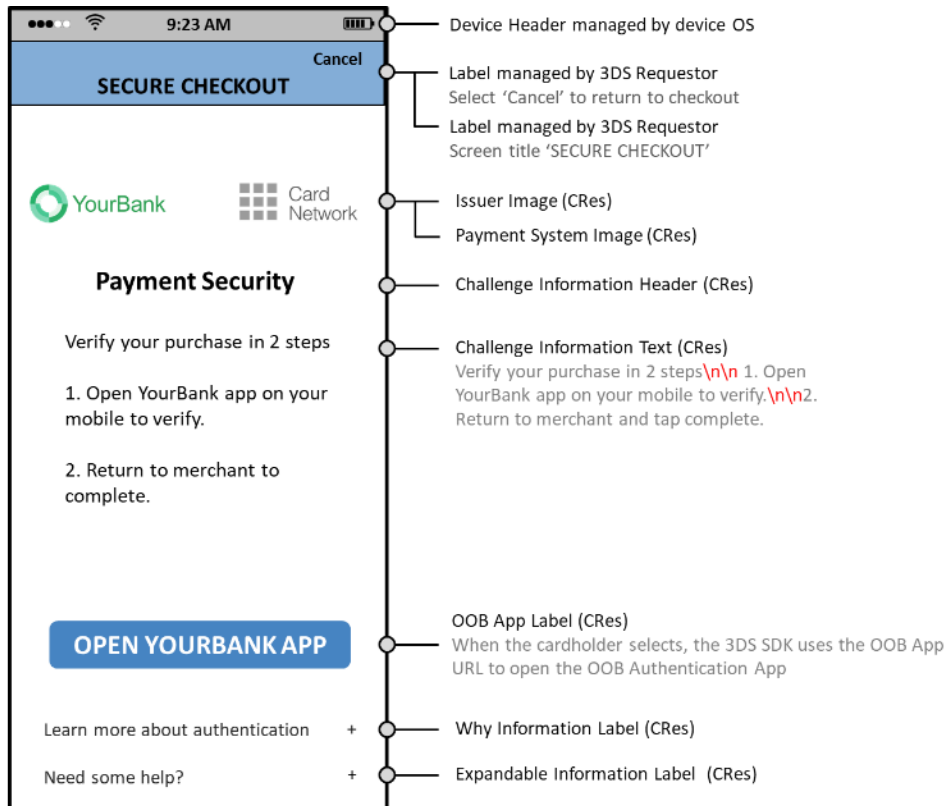 9:23 AM
Cancel
SECURE CHECKOUT
YourBank
Card
Network
Payment Security
Verify your purchase in 2 steps
1. Open YourBank app on your
mobile to verify.
2. Return to merchant to
complete.
OPEN YOURBANK APP
Learn more about authentication +
Need some help? +
Device Header managed by device OS
Label managed by 3DS Requestor
Select ‘Cancel’ to return to checkout
Label managed by 3DS Requestor
Screen title ‘SECURE CHECKOUT’
Issuer Image (CRes)
Payment System Image (CRes)
Challenge Information Header (CRes)
Challenge Information Text (CRes)
Verify your purchase in 2 steps\n\n 1. Open
YourBank app on your mobile to verify.\n\n2.
Return to merchant and tap complete.
OOB App Label (CRes)
When the cardholder selects, the 3DS SDK uses the OOB App
URL to open the OOB Authentication App
Why Information Label (CRes)
Expandable Information Label (CRes)